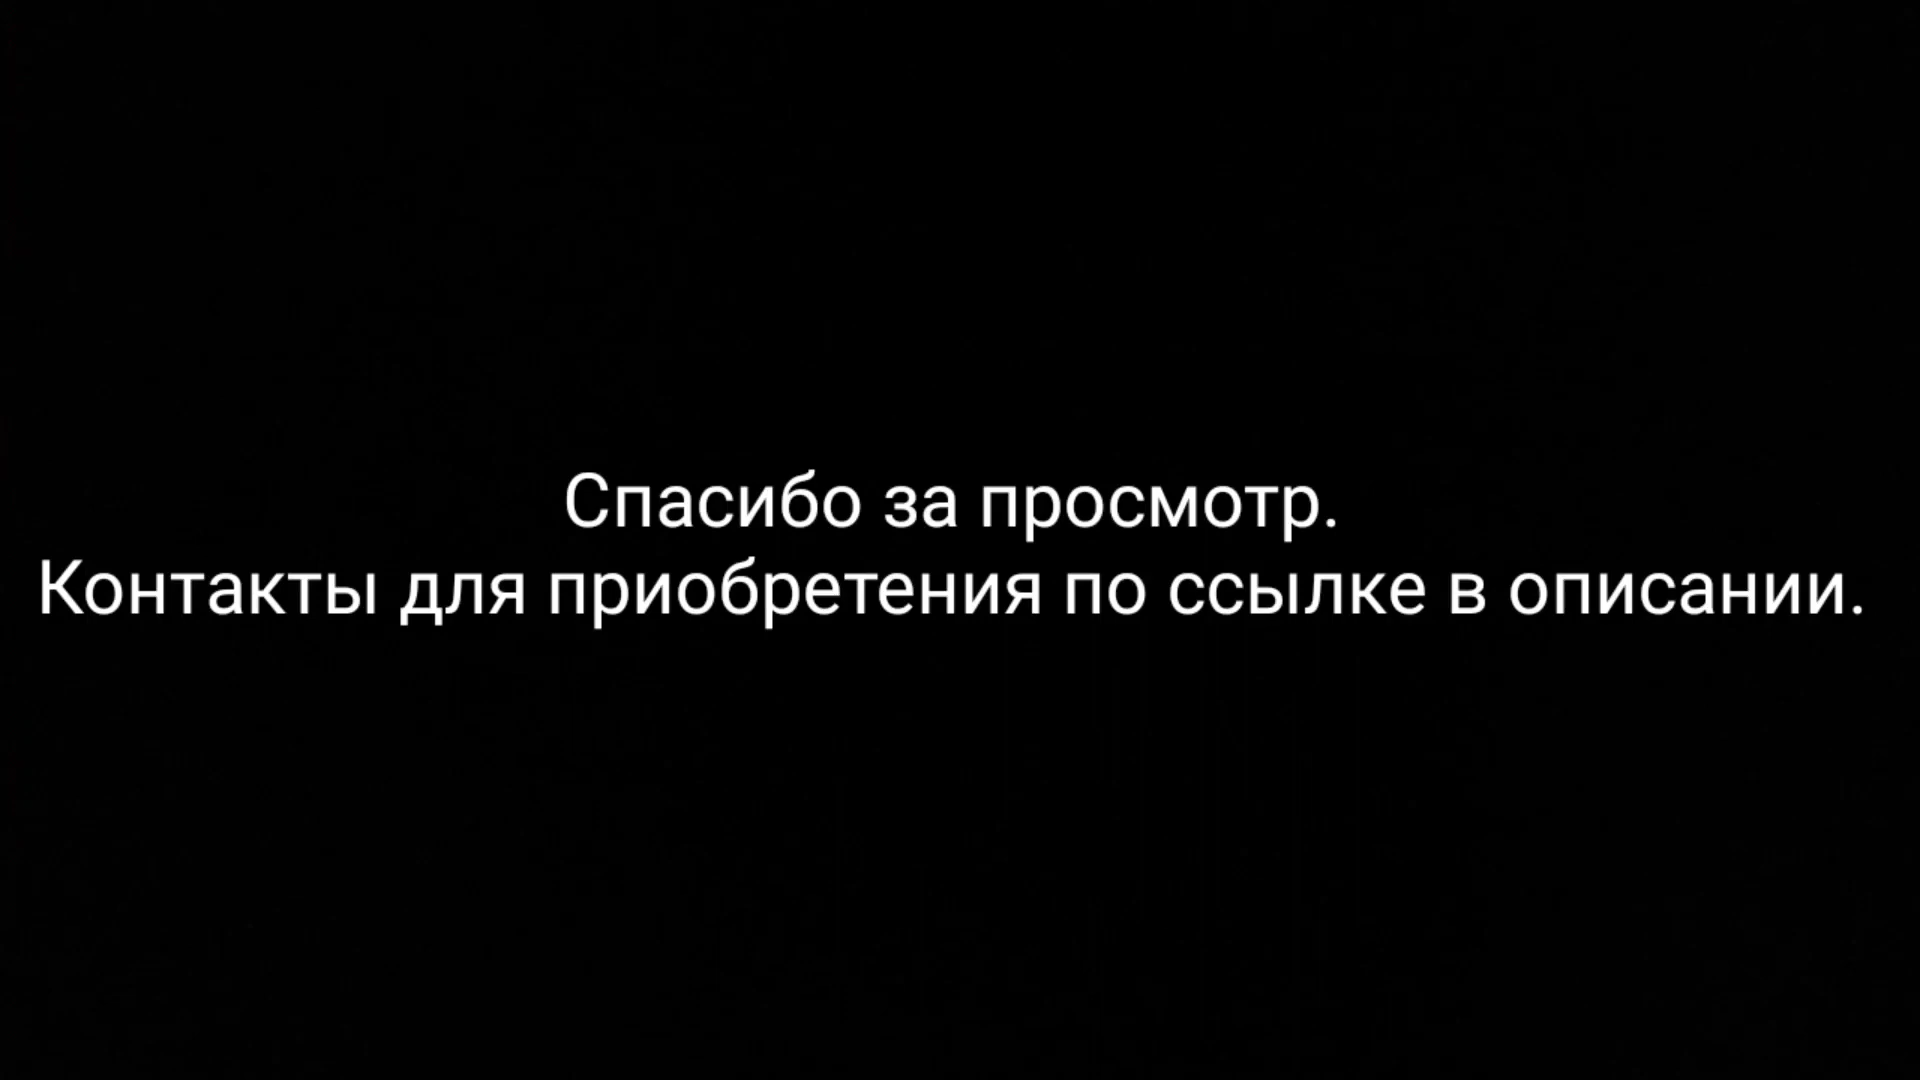 Спасибо за просмотр.
Контакты для приобретения по ссылке в описании.